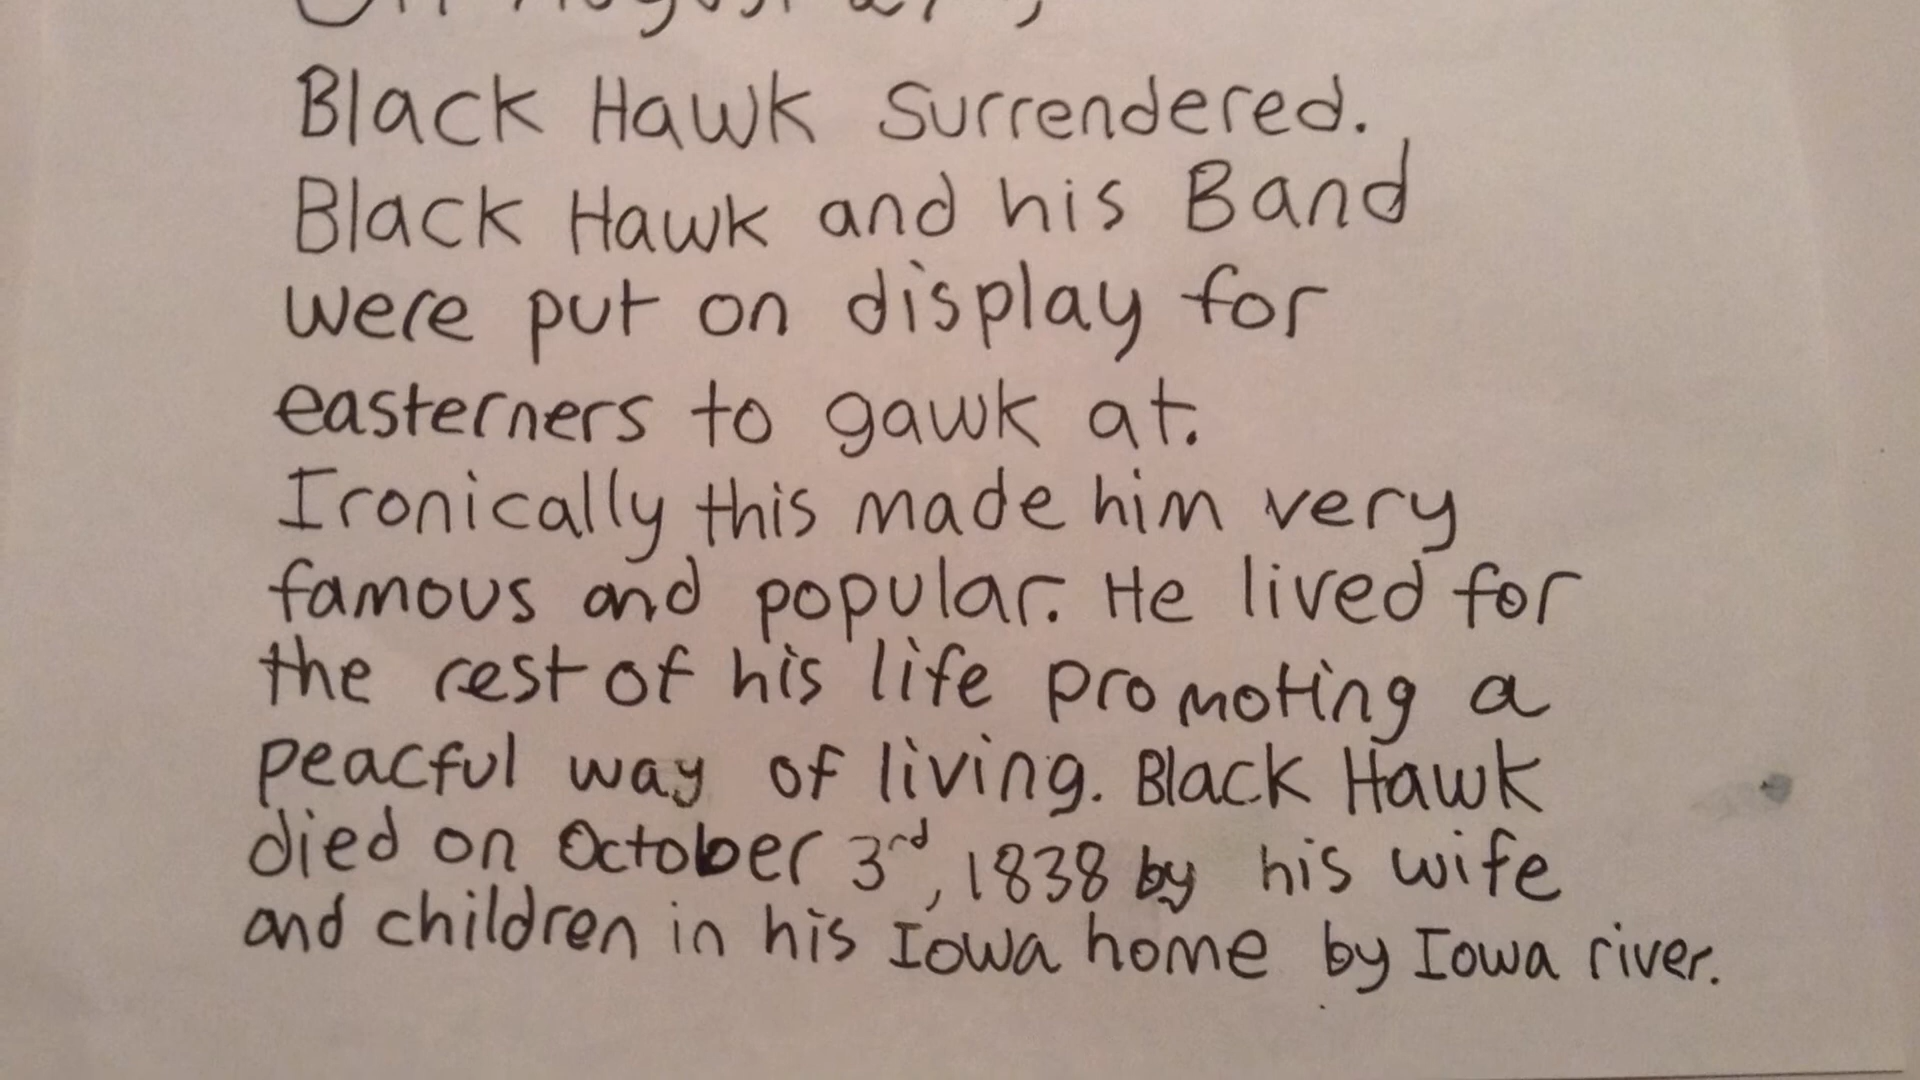 On August 27,
Black Hawk Surrendered.
Black Hawk and his Band
were put on display for
easterners to gawk at.
Ironically this made him very
famous and popular. He lived for
the rest of his life promoting a
peacful way of living. Black Hawk
died on October 3rd, 1838 by his wife
and children in his Iowa home by Iowa river.